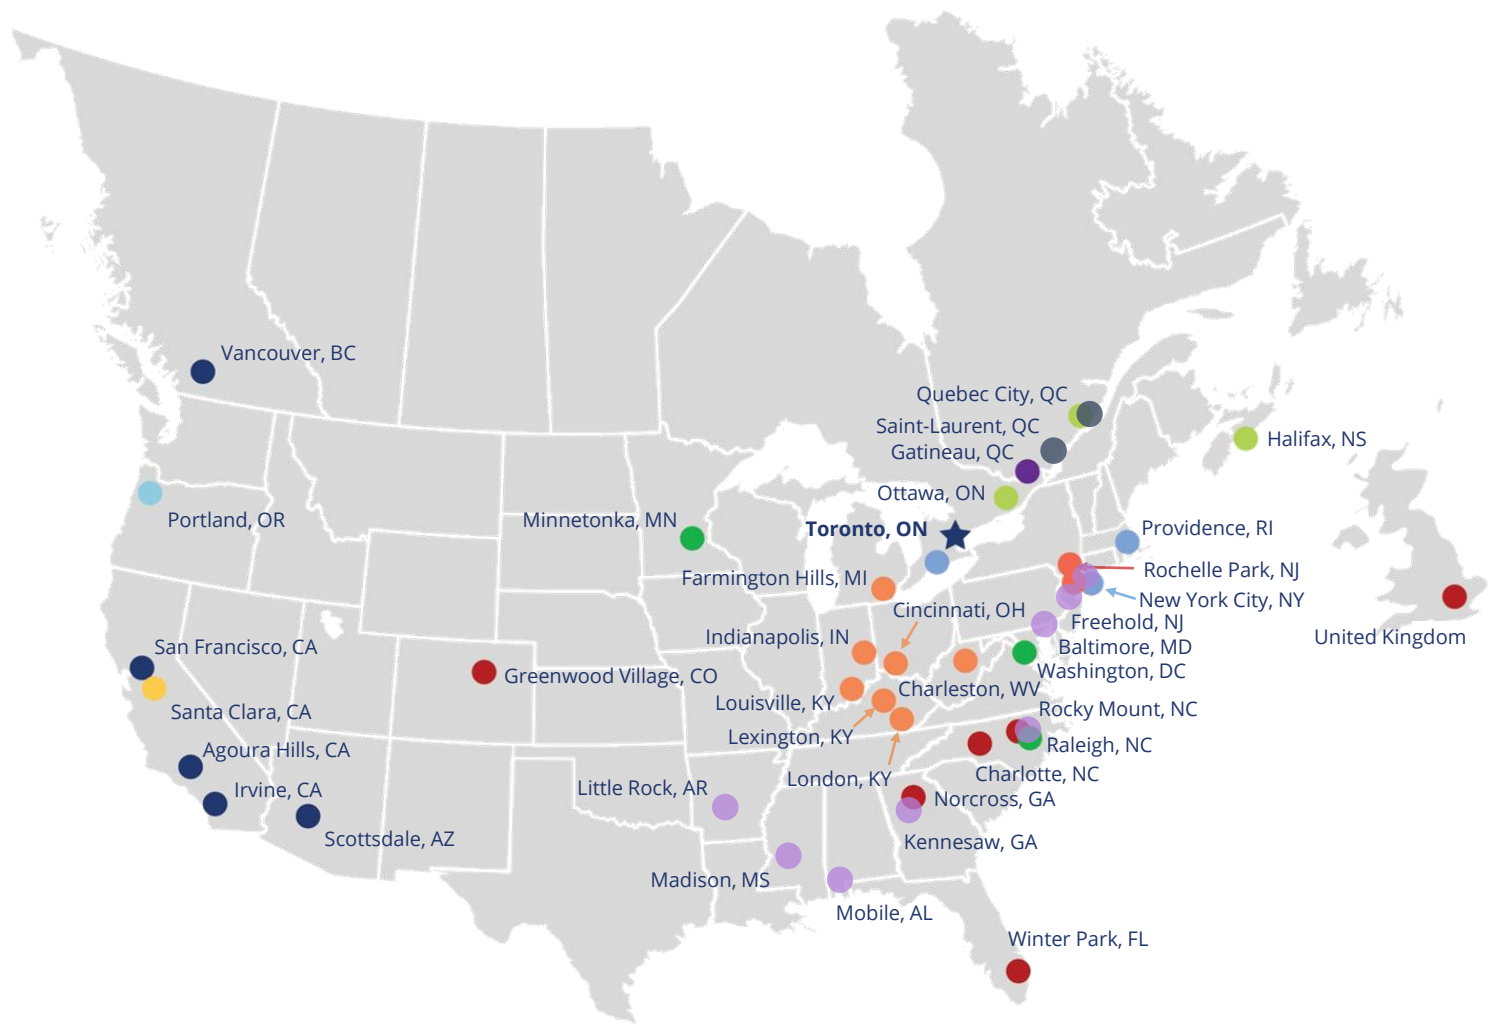 Vancouver, BC
Quebec City, QC
Saint-Laurent, QC
Halifax, NS
Gatineau, QC
Ottawa, ON
Portland, OR
Minnetonka, MN
Toronto, ON
Providence, RI
Rochelle Park, NJ
Farmington Hills, MI
New York City, NY
Cincinnati, OH
Freehold, NJ
Indianapolis, IN
United Kingdom
San Francisco, CA
Baltimore, MD
Washington, DC
Greenwood Village, CO
Charleston, WV
Louisville, KY
Santa Clara, CA
Rocky Mount, NC
Lexington, KY
Raleigh, NC
Agoura Hills, CA
Charlotte, NC
London, KY
Little Rock, AR
Irvine, CA
Norcross, GA
Scottsdale, AZ
Kennesaw, GA
Madison, MS
Mobile, AL
Winter Park, FL